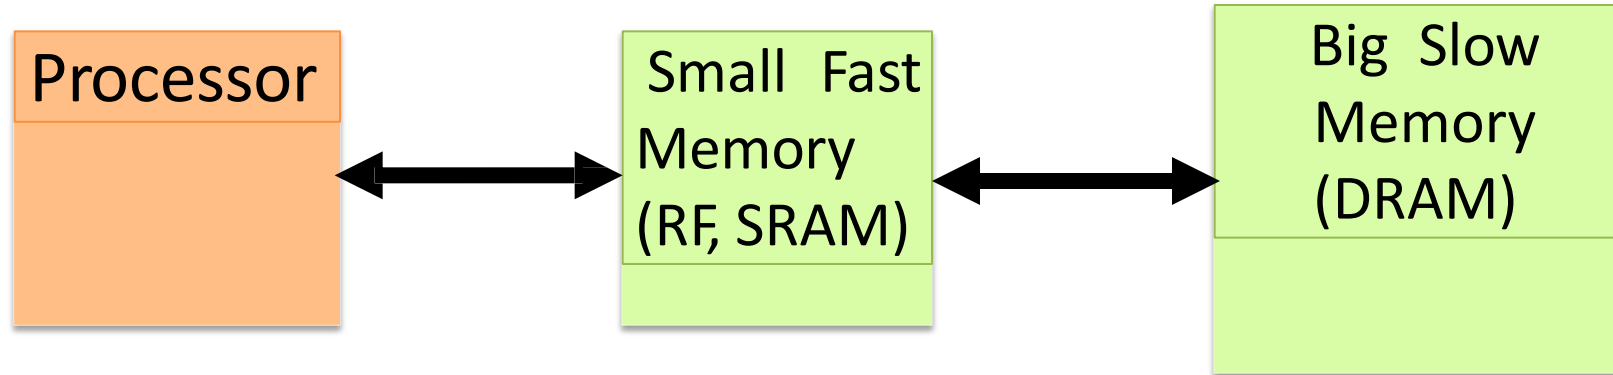 Processor
Small Fast
Memory
(RF, SRAM)
Big Slow
Memory
(DRAM)